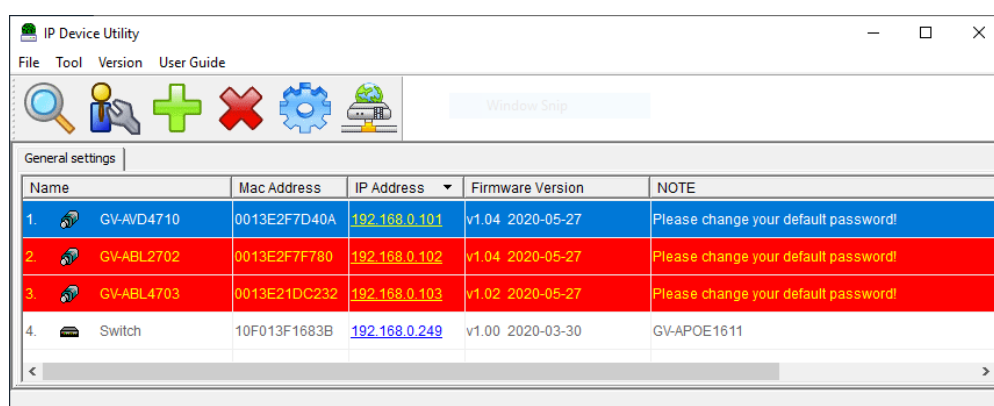 IP Device Utility
File Tool Version User Guide
Window Snip
General settings
Name Mac Address IP Address Firmware Version NOTE
1. GV-AVD4710 0013E2F7D40A 192.168.0.101 v1.04 2020-05-27 Please change your default password!
2. GV-ABL2702 0013E2F7F780 192.168.0.102 v1.04 2020-05-27 Please change your default password!
3. GV-ABL4703 0013E21DC232 192.168.0.103 v1.02 2020-05-27 Please change your default password!
4. Switch 10F013F1683B 192.168.0.249 v1.00 2020-03-30 GV-APOE1611